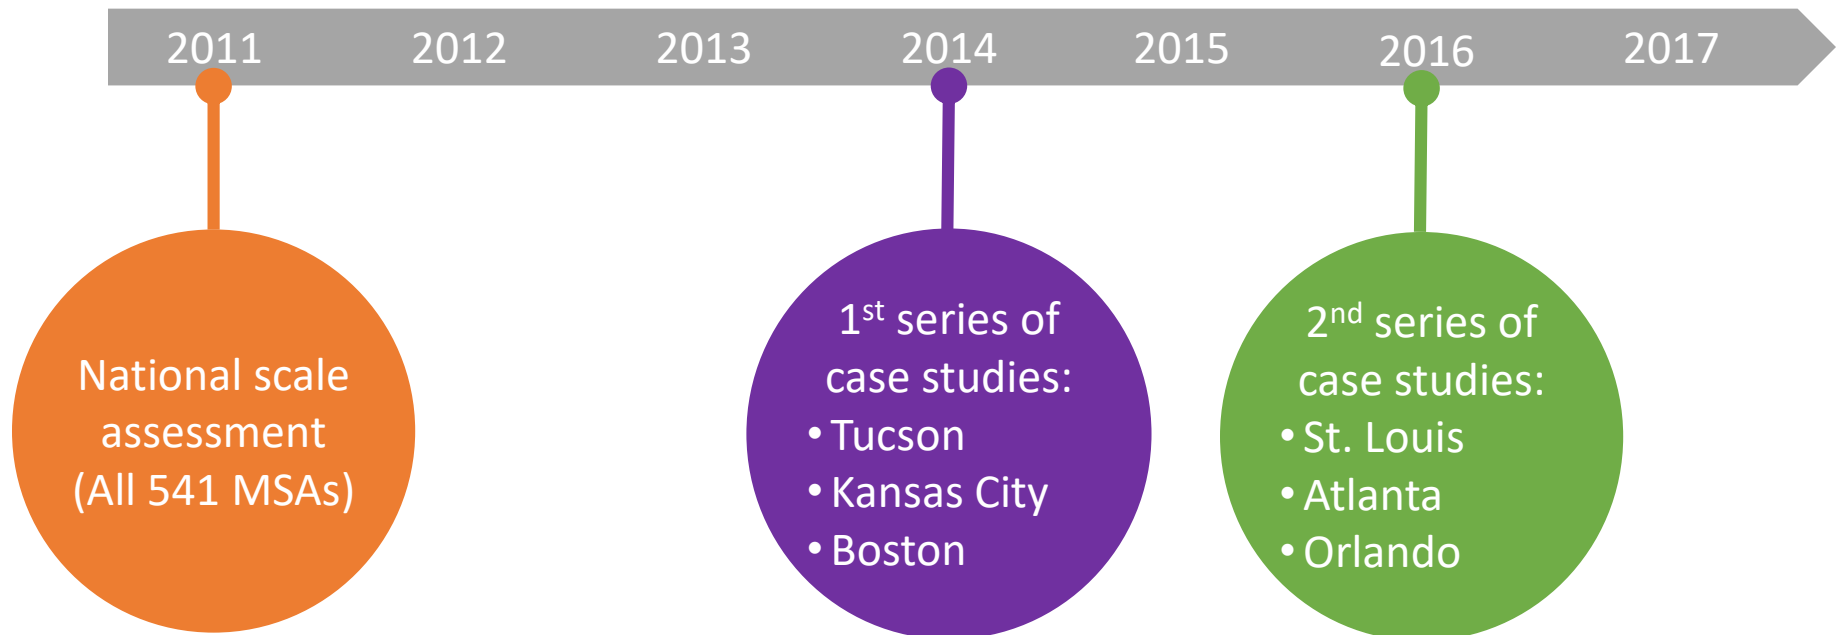 2011 2012 2013 2014 2015 2016 2017
National scale
assessment
(All 541 MSAs)
1st series of
case studies:
• Tucson
• Kansas City
• Boston
2nd series of
case studies:
• St. Louis
• Atlanta
• Orlando